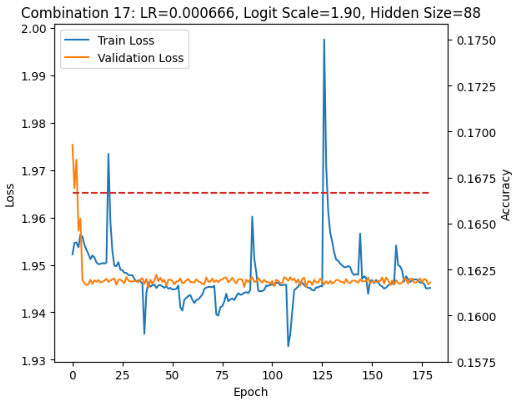 Combination 17: LR=0.000666, Logit Scale=1.90, Hidden Size=88
Train Loss
Validation Loss
2.00
1.99
1.98
1.97
1.96
1.95
1.94
1.93
Loss
0.1750
0.1725
0.1700
0.1675
0.1650
0.1625
0.1600
0.1575
Accuracy
0 25 50 75 100 125 150 175
Epoch